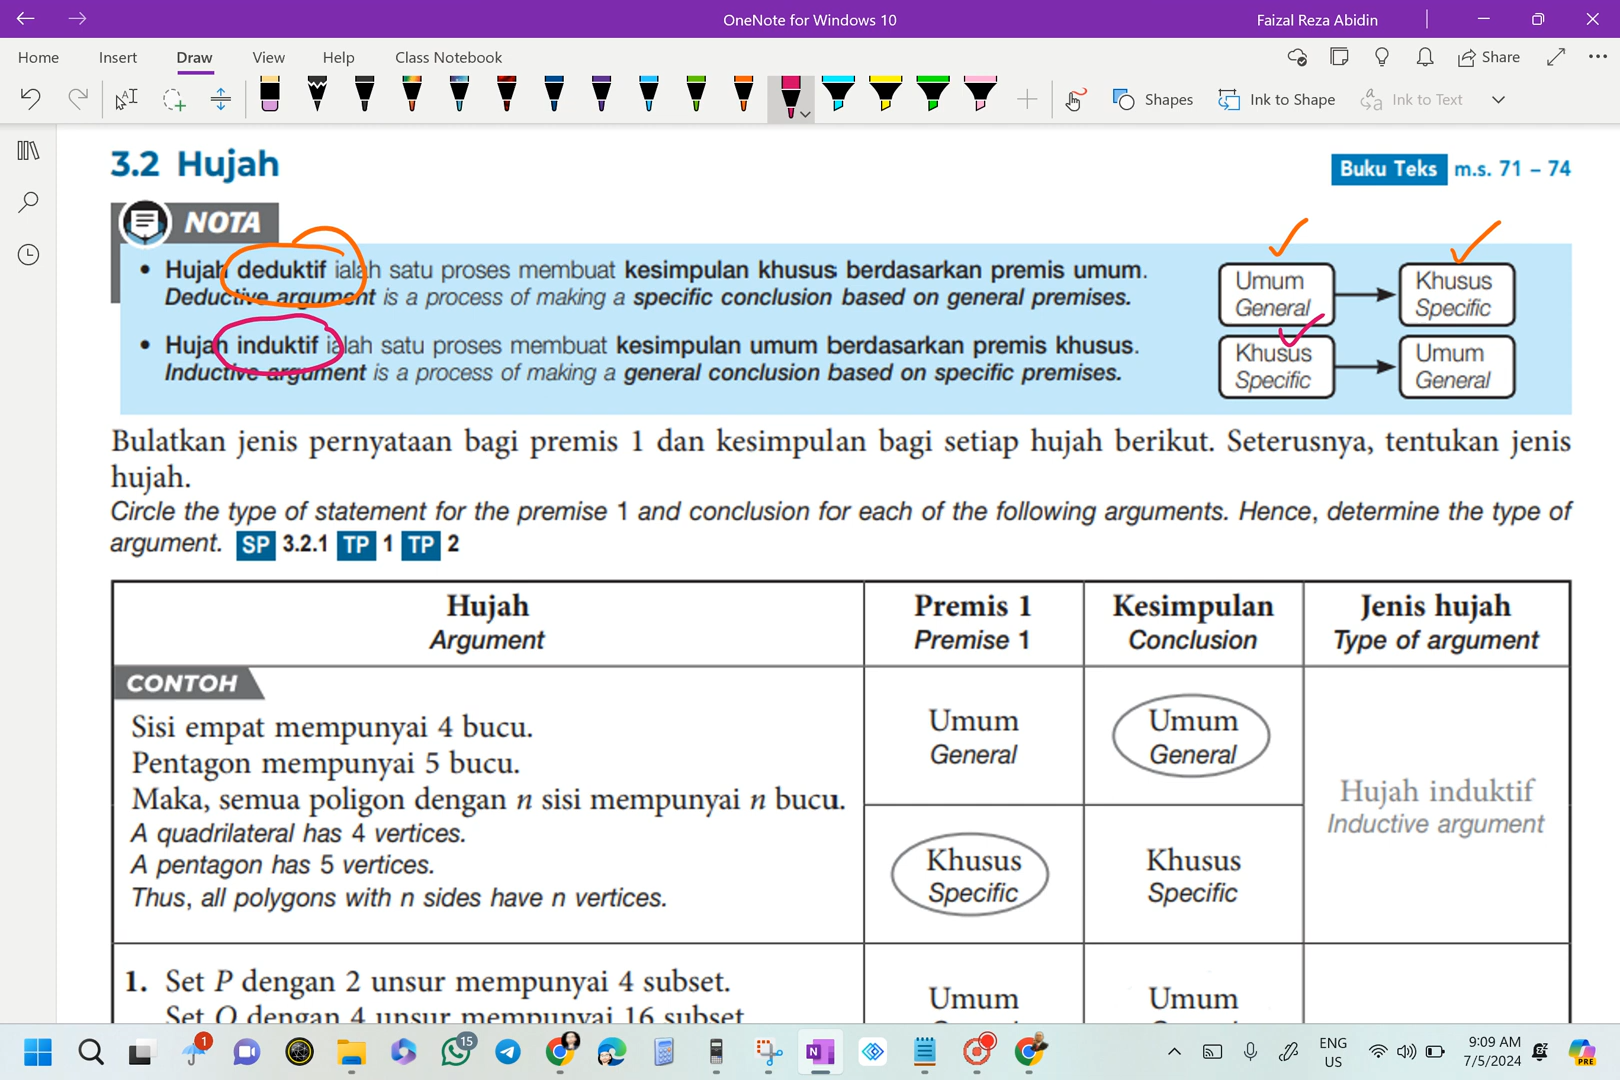 OneNote for Windows 10
Faizal Reza Abidin
Home Insert Draw View Help Class Notebook
Share
Shapes Ink to Shape Ink to Text
3.2 Hujah
Buku Teks m.s. 71 – 74
NOTA
• Hujah deduktif ialah satu proses membuat kesimpulan khusus berdasarkan premis umum.
Deductive argument is a process of making a specific conclusion based on general premises.
Umum
General
Khusus
Specific
• Hujah induktif ialah satu proses membuat kesimpulan umum berdasarkan premis khusus.
Inductive argument is a process of making a general conclusion based on specific premises.
Khusus
Specific
Umum
General
Bulatkan jenis pernyataan bagi premis 1 dan kesimpulan bagi setiap hujah berikut. Seterusnya, tentukan jenis
hujah.
Circle the type of statement for the premise 1 and conclusion for each of the following arguments. Hence, determine the type of
argument. SP 3.2.1 TP 1 TP 2
Hujah
Argument
Premis 1
Premise 1
Kesimpulan
Conclusion
Jenis hujah
Type of argument
CONTOH
Sisi empat mempunyai 4 bucu.
Pentagon mempunyai 5 bucu.
Maka, semua poligon dengan n sisi mempunyai n bucu.
A quadrilateral has 4 vertices.
A pentagon has 5 vertices.
Thus, all polygons with n sides have n vertices.
Umum
General
Khusus
Specific
Umum
General
Khusus
Specific
Hujah induktif
Inductive argument
1. Set P dengan 2 unsur mempunyai 4 subset.
Set Q dengan 4 unsur mempunyai 16 subset
Umum
Umum
1
15
ENG
US
9:09 AM
7/5/2024
PRE